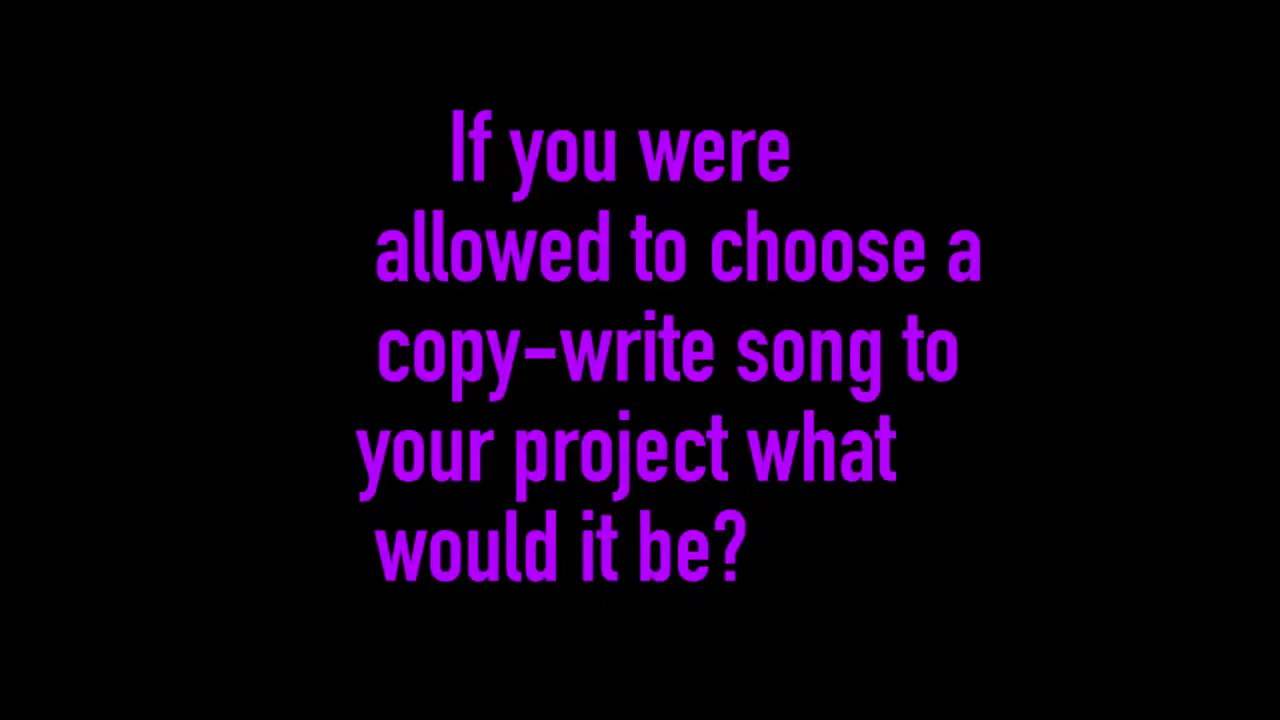 If you were
allowed to choose a
copy-write song to
your project what
would it be?